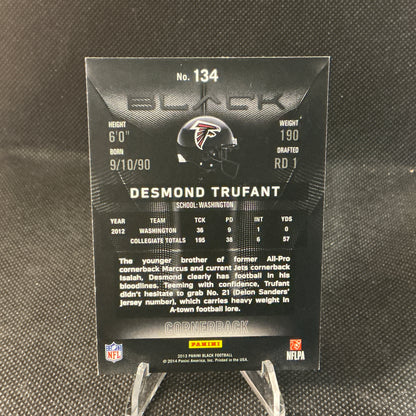 No. 134
BLACK
HEIGHT
6'0"
WEIGHT
190
BORN
9/10/90
DRAFTED
RD 1
DESMOND TRUFANT
SCHOOL: WASHINGTON
YEAR TEAM TCK PD INT YDS
2012 WASHINGTON 36 9 1 0
COLLEGIATE TOTALS 195 38 6 57
The younger brother of former All-Pro
cornerback Marcus and current Jets cornerback
Isaiah, Desmond clearly has football in his
bloodlines. Teeming with confidence, Trufant
didn't hesitate to grab No. 21 (Deion Sanders'
jersey number), which carries heavy weight in
A-town football lore.
CORNERBACK
PANINI
NFL
2013 PANINI BLACK FOOTBALL
© 2014 Panini America, Inc. Printed in the USA.
NFLPA